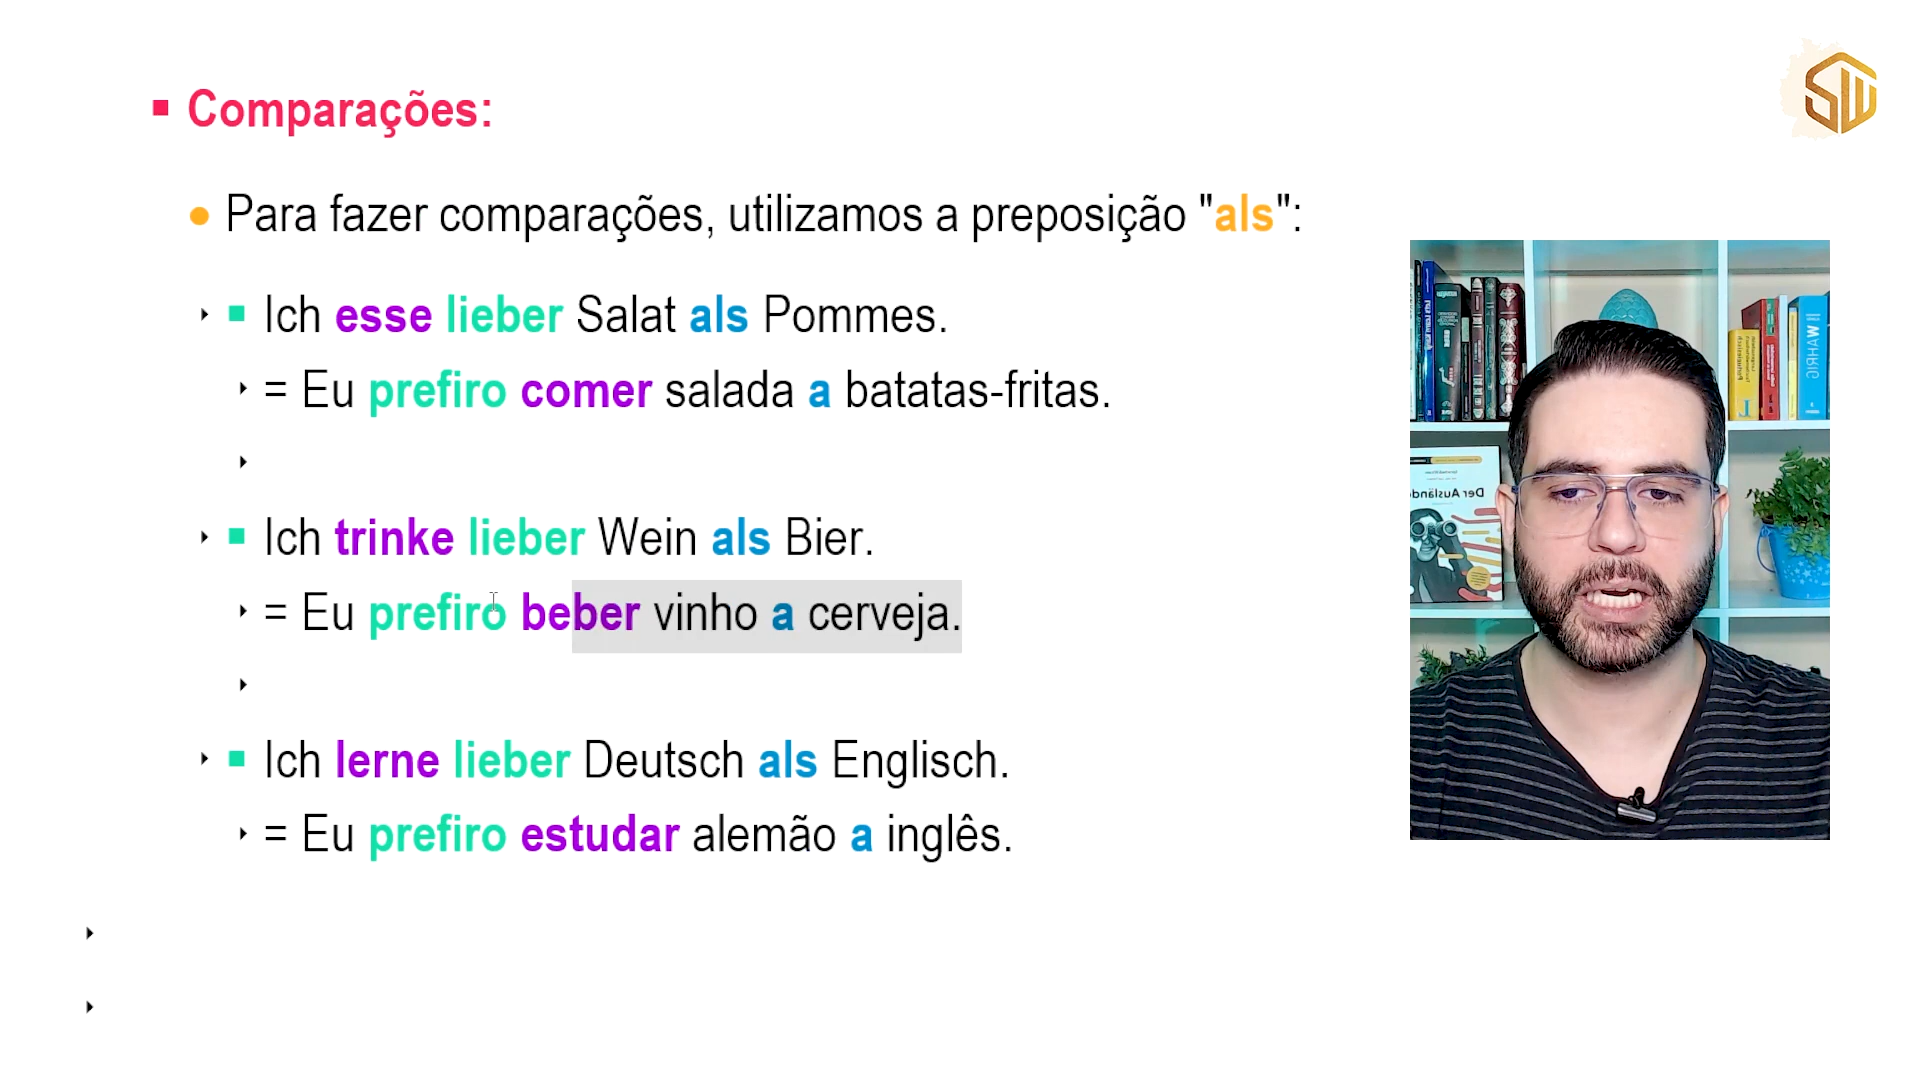 Comparações:
Para fazer comparações, utilizamos a preposição "als":
Ich esse lieber Salat als Pommes.
= Eu prefiro comer salada a batatas-fritas.
Ich trinke lieber Wein als Bier.
= Eu prefiro beber vinho a cerveja.
Ich lerne lieber Deutsch als Englisch.
= Eu prefiro estudar alemão a inglês.
SW
WAHRIG